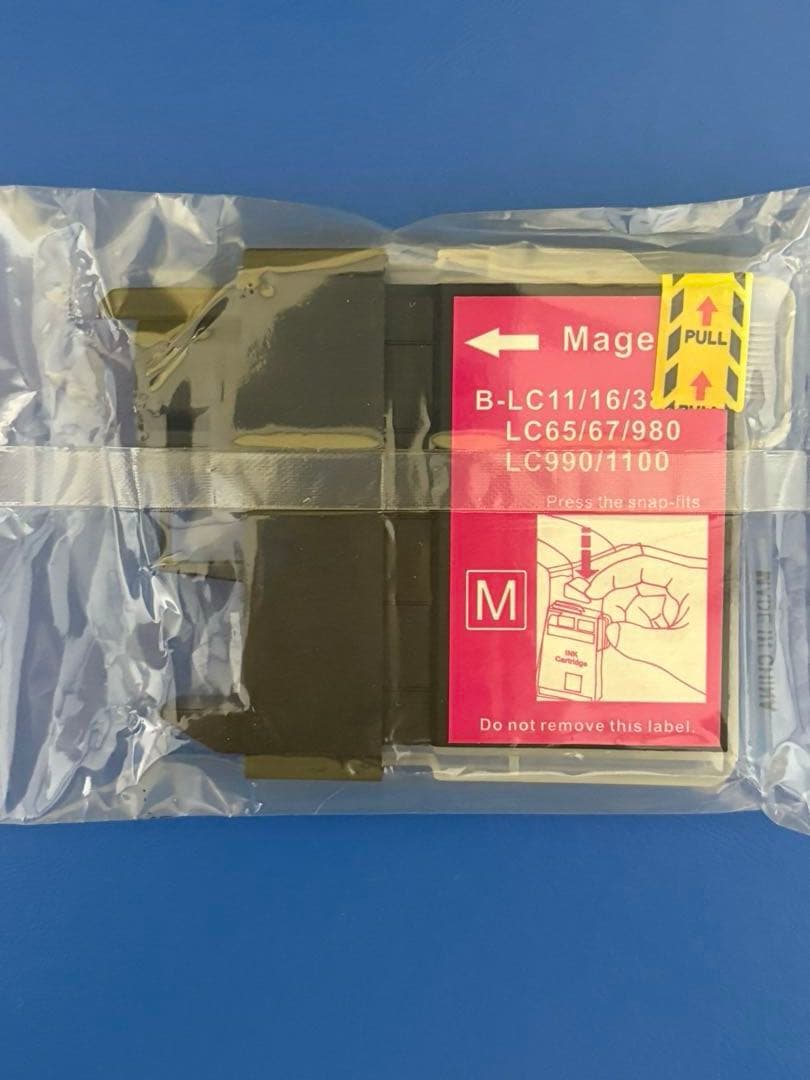 Mage
PULL
B-LC11/16/3
LC65/67/980
LC990/1100
Press the snap-fits
M
INK
Cartridge
Do not remove this label.
MADE IN CHINA